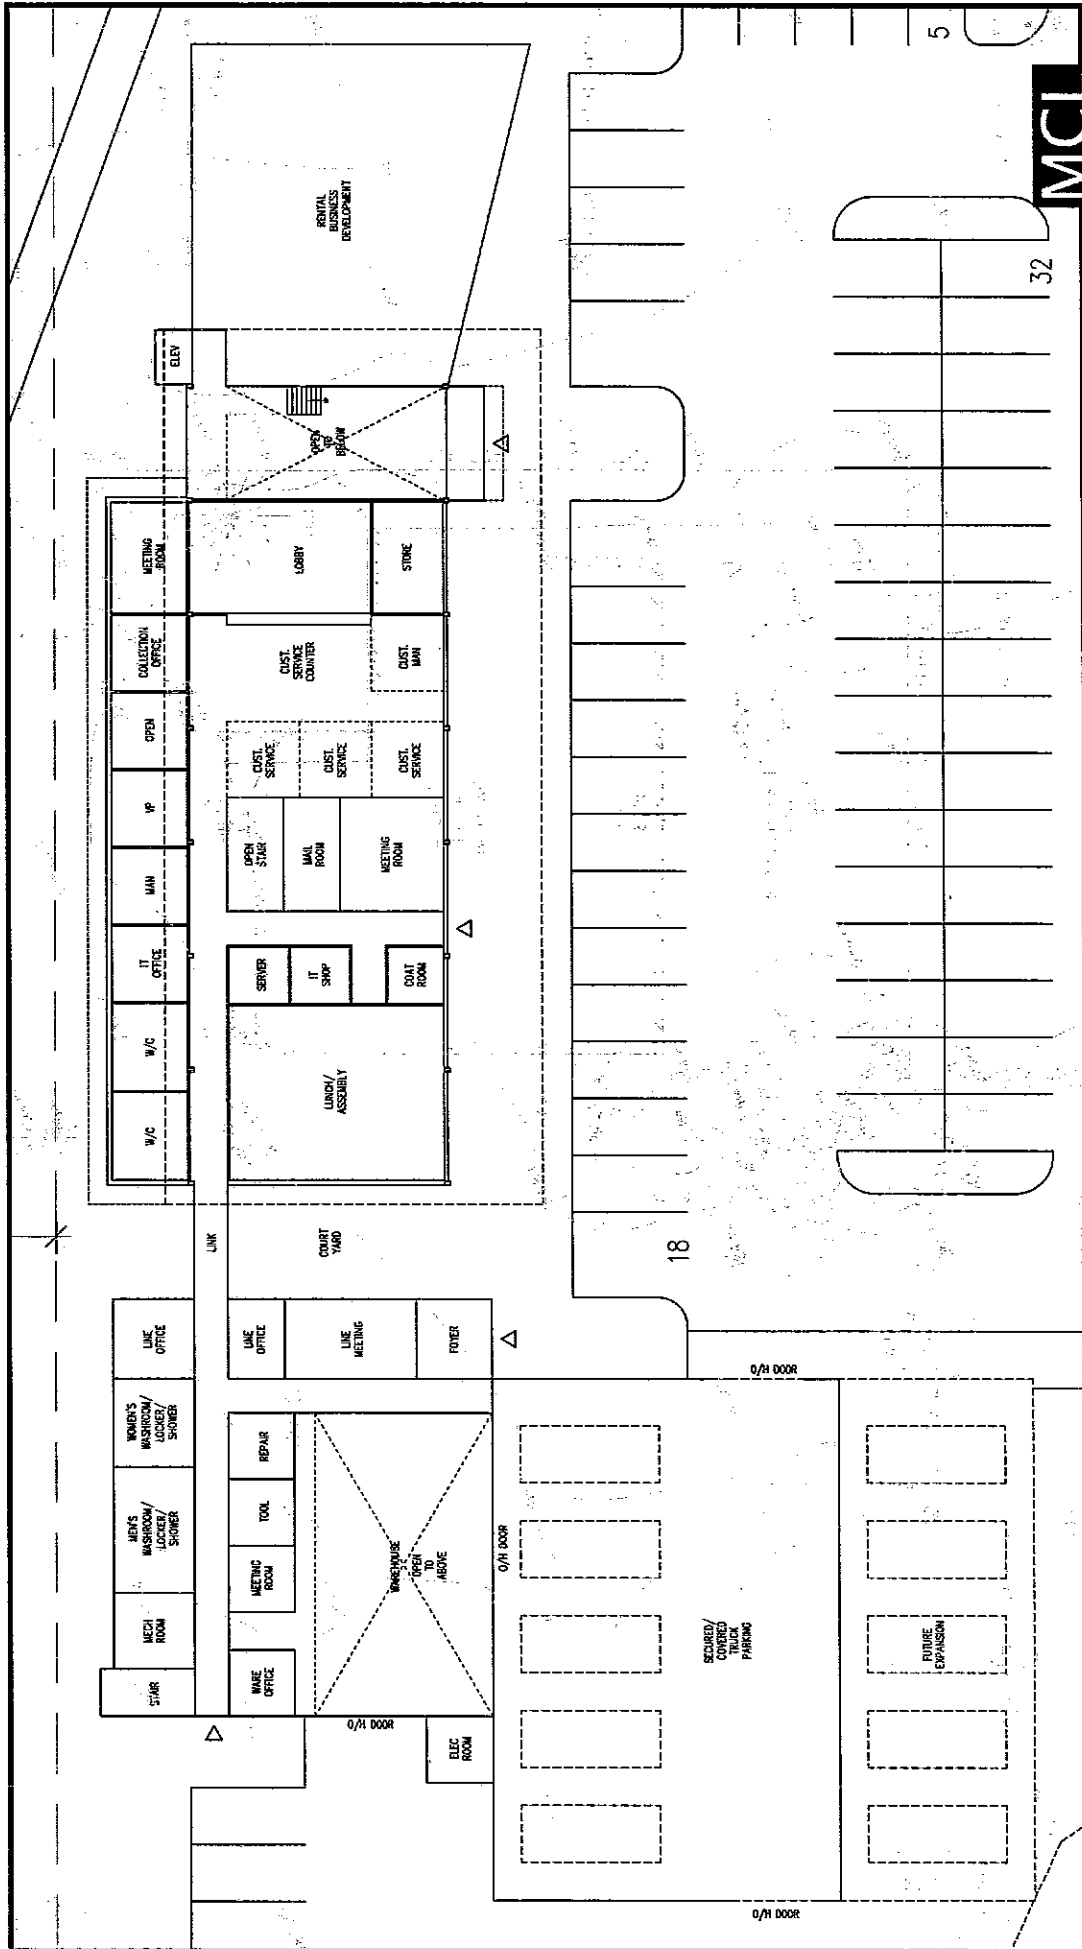 5
MCL
32
18
RENTAL
BUSINESS
DEVELOPMENT
ELEV
OPEN
TO
BELOW
MEETING
ROOM
LOBBY
STORE
COLLECTION
OFFICE
CUST.
SERVICE
COUNTER
CUST.
MAN
OPEN
CUST.
SERVICE
CUST.
SERVICE
CUST.
SERVICE
VP
OPEN
STAIR
MAIL
ROOM
MEETING
ROOM
MAN
IT
OFFICE
SERVER
IT
SHOP
COAT
ROOM
W/C
W/C
LUNCH/
ASSEMBLY
LINK
COURT
YARD
LINE
OFFICE
LINE
OFFICE
LINE
MEETING
FOYER
O/H DOOR
WOMEN'S
WASHROOM/
LOCKER/
SHOWER
REPAIR
MEN'S
WASHROOM/
LOCKER/
SHOWER
TOOL
MEETING
ROOM
WAREHOUSE
OPEN
TO
ABOVE
O/H DOOR
MECH
ROOM
STAIR
WARE
OFFICE
O/H DOOR
ELEC
ROOM
SECURED/
COVERED
TRUCK
PARKING
FUTURE
EXPANSION
O/H DOOR